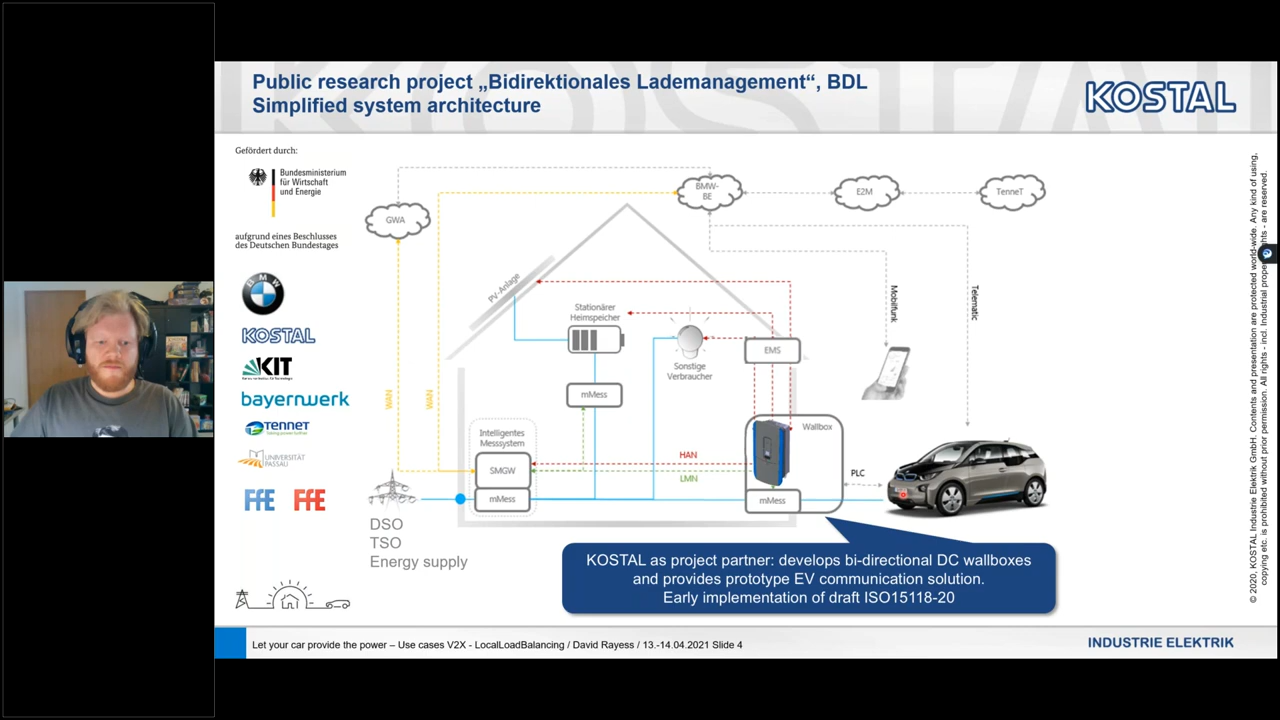 Public research project „Bidirektionales Lademanagement“, BDL
Simplified system architecture
KOSTAL
Gefördert durch:
Bundesministerium
für Wirtschaft
und Energie
aufgrund eines Beschlusses
des Deutschen Bundestages
BMW
KOSTAL
KIT
bayernwerk
TENNET
UNIVERSITÄT
PASSAU
FfE FfE
GWA
BMW-
BE
E2M
TenneT
PV-Anlage
Stationärer
Heimspeicher
Sonstige
Verbraucher
EMS
Mobilfunk
Telematic
mMess
WAN
WAN
Intelligentes
Messsystem
SMGW
mMess
HAN
LMN
Wallbox
mMess
PLC
DSO
TSO
Energy supply
KOSTAL as project partner: develops bi-directional DC wallboxes
and provides prototype EV communication solution.
Early implementation of draft ISO15118-20
© 2020, KOSTAL Industrie Elektrik GmbH. Contents and presentation are protected world-wide. Any kind of using,
copying etc. is prohibited without prior permission. All rights - incl. Industrial property rights - are reserved.
Let your car provide the power – Use cases V2X - LocalLoadBalancing / David Rayess / 13.-14.04.2021 Slide 4
INDUSTRIE ELEKTRIK